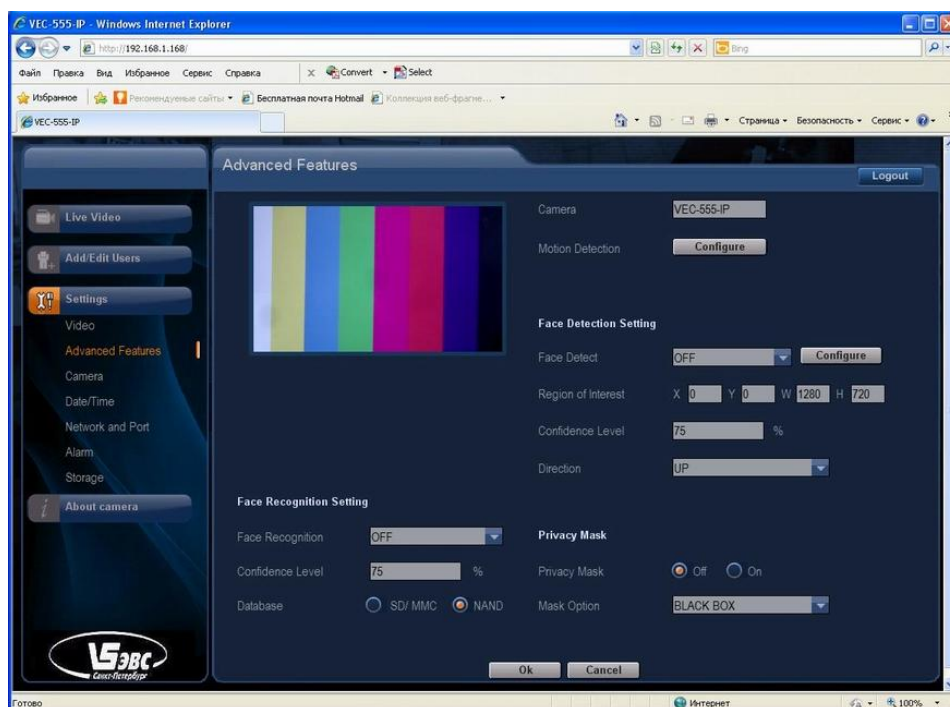 VEC-555-IP - Windows Internet Explorer
http://192.168.1.168/
Bing
Файл Правка Вид Избранное Сервис Справка
X Convert Select
Избранное Рекомендуемые сайты Бесплатная почта Hotmail Коллекция веб-фрагме...
VEC-555-IP
Страница Безопасность Сервис
Advanced Features
Logout
Live Video
Add/Edit Users
Settings
Video
Advanced Features
Camera
Date/Time
Network and Port
Alarm
Storage
About camera
Camera VEC-555-IP
Motion Detection Configure
Face Detection Setting
Face Detect OFF Configure
Region of Interest X 0 Y 0 W 1280 H 720
Confidence Level 75 %
Direction UP
Face Recognition Setting
Face Recognition OFF
Confidence Level 75 %
Database SD/ MMC NAND
Privacy Mask
Privacy Mask Off On
Mask Option BLACK BOX
Ok Cancel
ЭВС
Санкт-Петербург
Готово Интернет 100%